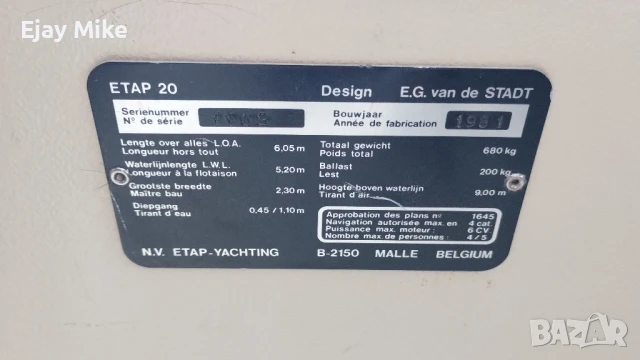 Ejay Mike
ETAP 20 Design E.G. van de STADT
Serienummer Bouwjaar
N° de série Année de fabrication 1981
Lengte over alles L.O.A. 6,05 m Totaal gewicht 680 kg
Longueur hors tout Poids total
Waterlijnlengte L.W.L. 5,20 m Ballast 200 kg
Longueur à la flotaison Lest
Grootste breedte 2,30 m Hoogte boven waterlijn 9,00 m
Maître bau Tirant d'air
Diepgang 0,45 / 1,10 m
Tirant d'eau
Approbation des plans n° 1645
Navigation autorisée max. en 4 cat.
Puissance max. moteur : 6 CV
Nombre max. de personnes : 4/5
N.V. ETAP-YACHTING B-2150 MALLE BELGIUM
BAZAR